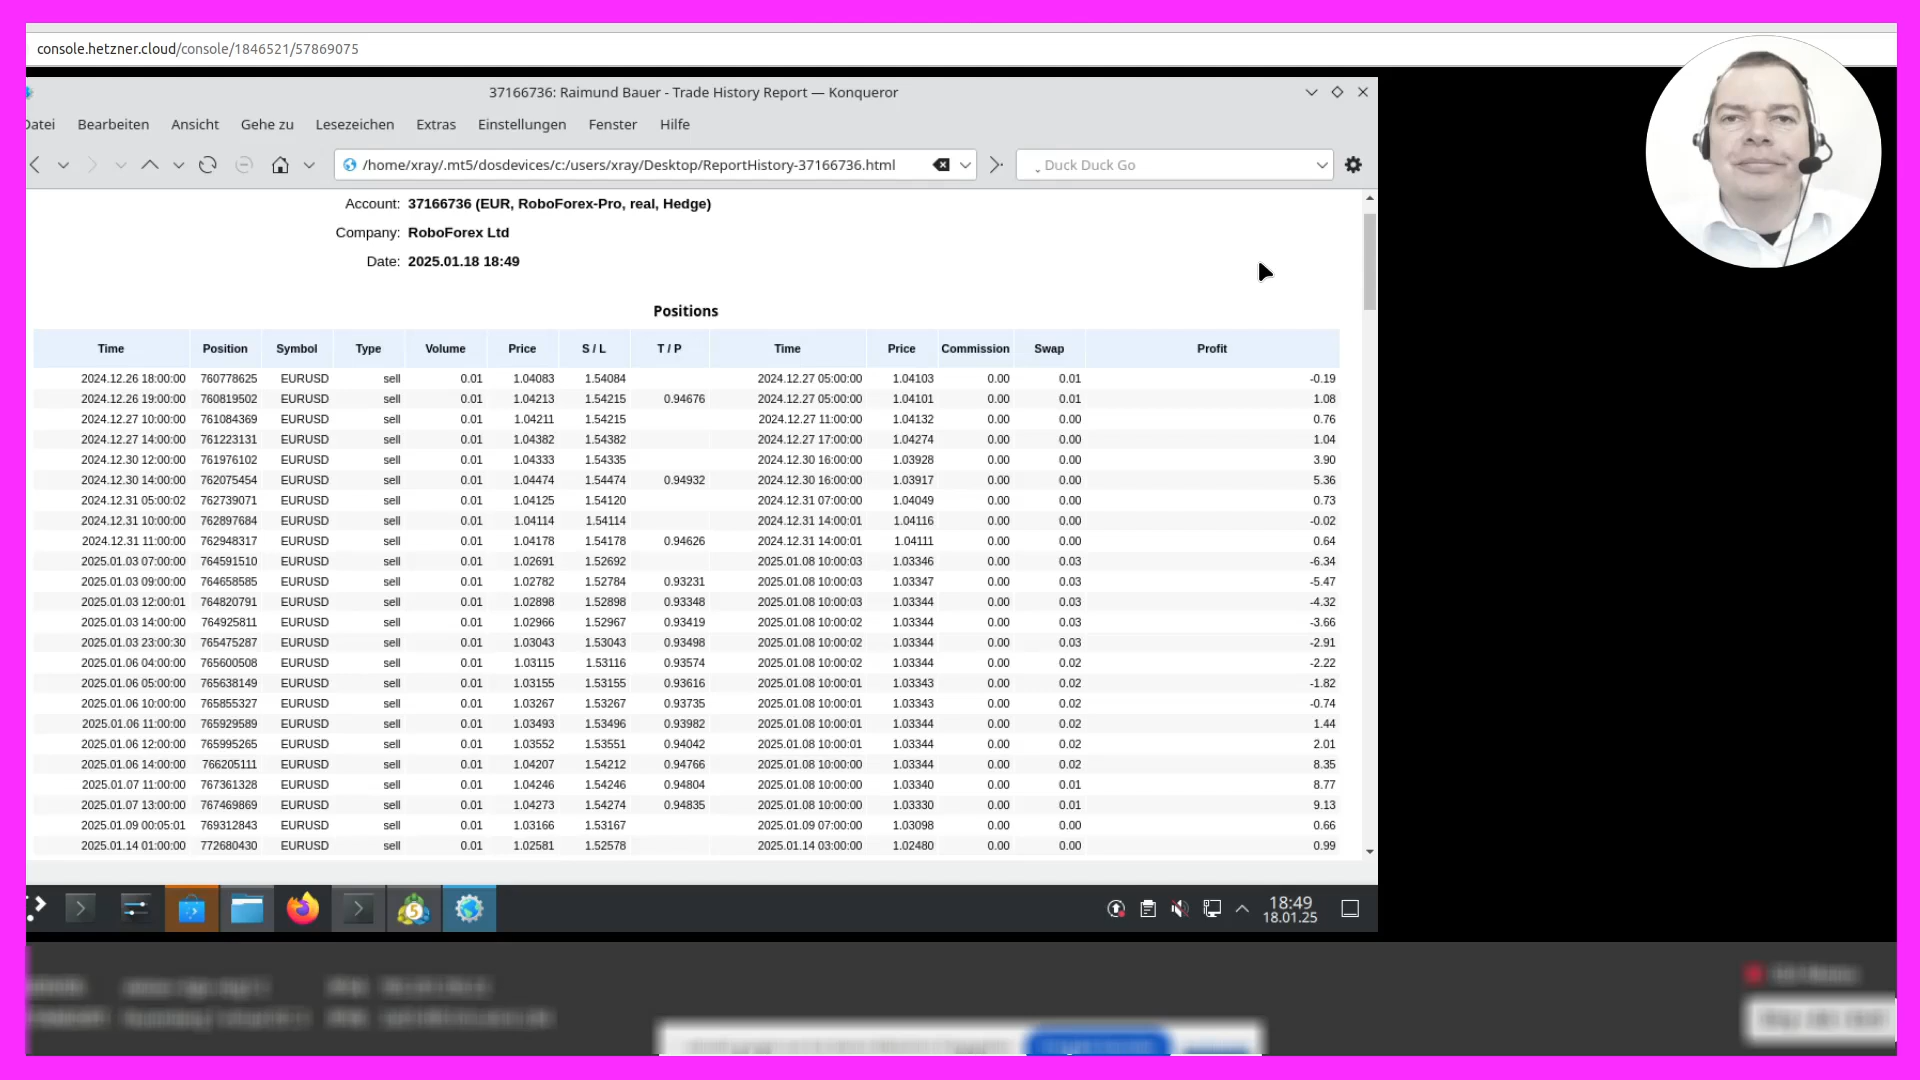 console.hetzner.cloud/console/1846521/57869075
37166736: Raimund Bauer - Trade History Report — Konqueror
Datei Bearbeiten Ansicht Gehe zu Lesezeichen Extras Einstellungen Fenster Hilfe
/home/xray/.mt5/dosdevices/c:/users/xray/Desktop/ReportHistory-37166736.html Duck Duck Go
Account: 37166736 (EUR, RoboForex-Pro, real, Hedge)
Company: RoboForex Ltd
Date: 2025.01.18 18:49
Positions
Time Position Symbol Type Volume Price S / L T / P Time Price Commission Swap Profit
2024.12.26 18:00:00 760778625 EURUSD sell 0.01 1.04083 1.54084 2024.12.27 05:00:00 1.04103 0.00 0.01 -0.19
2024.12.26 19:00:00 760819502 EURUSD sell 0.01 1.04213 1.54215 0.94676 2024.12.27 05:00:00 1.04101 0.00 0.01 1.08
2024.12.27 10:00:00 761084369 EURUSD sell 0.01 1.04211 1.54215 2024.12.27 11:00:00 1.04132 0.00 0.00 0.76
2024.12.27 14:00:00 761223131 EURUSD sell 0.01 1.04382 1.54382 2024.12.27 17:00:00 1.04274 0.00 0.00 1.04
2024.12.30 12:00:00 761976102 EURUSD sell 0.01 1.04333 1.54335 2024.12.30 16:00:00 1.03928 0.00 0.00 3.90
2024.12.30 14:00:00 762075454 EURUSD sell 0.01 1.04474 1.54474 0.94932 2024.12.30 16:00:00 1.03917 0.00 0.00 5.36
2024.12.31 05:00:02 762739071 EURUSD sell 0.01 1.04125 1.54120 2024.12.31 07:00:00 1.04049 0.00 0.00 0.73
2024.12.31 10:00:00 762897684 EURUSD sell 0.01 1.04114 1.54114 2024.12.31 14:00:01 1.04116 0.00 0.00 -0.02
2024.12.31 11:00:00 762948317 EURUSD sell 0.01 1.04178 1.54178 0.94626 2024.12.31 14:00:01 1.04111 0.00 0.00 0.64
2025.01.03 07:00:00 764591510 EURUSD sell 0.01 1.02691 1.52692 2025.01.08 10:00:03 1.03346 0.00 0.03 -6.34
2025.01.03 09:00:00 764658585 EURUSD sell 0.01 1.02782 1.52784 0.93231 2025.01.08 10:00:03 1.03347 0.00 0.03 -5.47
2025.01.03 12:00:01 764820791 EURUSD sell 0.01 1.02898 1.52898 0.93348 2025.01.08 10:00:03 1.03344 0.00 0.03 -4.32
2025.01.03 14:00:00 764925811 EURUSD sell 0.01 1.02966 1.52967 0.93419 2025.01.08 10:00:02 1.03344 0.00 0.03 -3.66
2025.01.03 23:00:30 765475287 EURUSD sell 0.01 1.03043 1.53043 0.93498 2025.01.08 10:00:02 1.03344 0.00 0.03 -2.91
2025.01.06 04:00:00 765600508 EURUSD sell 0.01 1.03115 1.53116 0.93574 2025.01.08 10:00:02 1.03344 0.00 0.02 -2.22
2025.01.06 05:00:00 765638149 EURUSD sell 0.01 1.03155 1.53155 0.93616 2025.01.08 10:00:01 1.03343 0.00 0.02 -1.82
2025.01.06 10:00:00 765855327 EURUSD sell 0.01 1.03267 1.53267 0.93735 2025.01.08 10:00:01 1.03343 0.00 0.02 -0.74
2025.01.06 11:00:00 765929589 EURUSD sell 0.01 1.03493 1.53496 0.93982 2025.01.08 10:00:01 1.03344 0.00 0.02 1.44
2025.01.06 12:00:00 765995265 EURUSD sell 0.01 1.03552 1.53551 0.94042 2025.01.08 10:00:01 1.03344 0.00 0.02 2.01
2025.01.06 14:00:00 766205111 EURUSD sell 0.01 1.04207 1.54212 0.94766 2025.01.08 10:00:00 1.03344 0.00 0.02 8.35
2025.01.07 11:00:00 767361328 EURUSD sell 0.01 1.04246 1.54246 0.94804 2025.01.08 10:00:00 1.03340 0.00 0.01 8.77
2025.01.07 13:00:00 767469869 EURUSD sell 0.01 1.04273 1.54274 0.94835 2025.01.08 10:00:00 1.03330 0.00 0.01 9.13
2025.01.09 00:05:01 769312843 EURUSD sell 0.01 1.03166 1.53167 2025.01.09 07:00:00 1.03098 0.00 0.00 0.66
2025.01.14 01:00:00 772680430 EURUSD sell 0.01 1.02581 1.52578 2025.01.14 03:00:00 1.02480 0.00 0.00 0.99
5
18:49
18.01.25